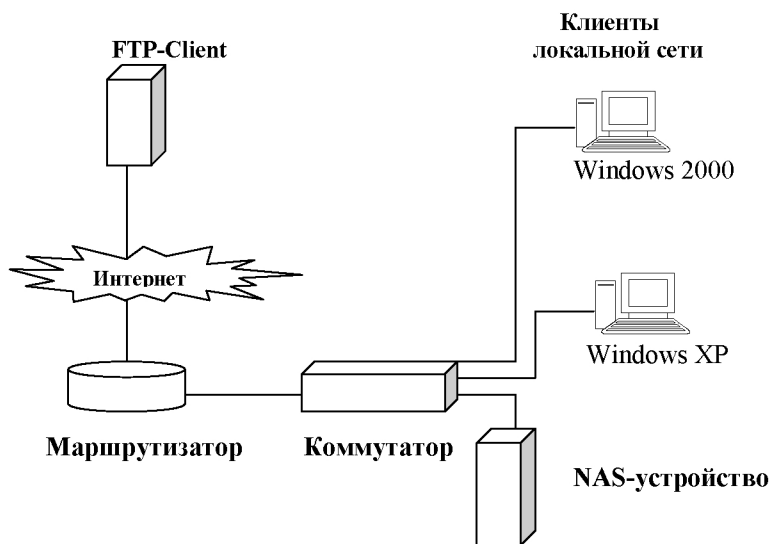 FTP-Client
Клиенты
локальной сети
Windows 2000
Интернет
Windows XP
Маршрутизатор
Коммутатор
NAS-устройство